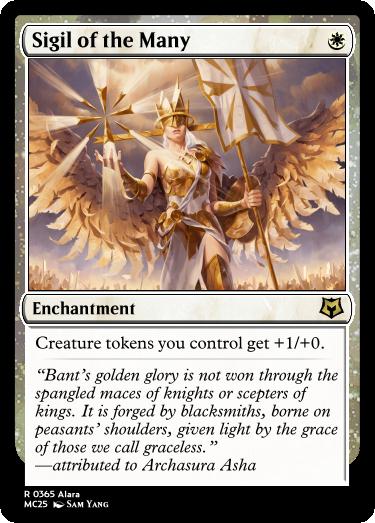 Sigil of the Many
Enchantment
Creature tokens you control get +1/+0.
“Bant’s golden glory is not won through the
spangled maces of knights or scepters of
kings. It is forged by blacksmiths, borne on
peasants’ shoulders, given light by the grace
of those we call graceless.”
—attributed to Archasura Asha
R 0365 Alara
MC25 Sam Yang